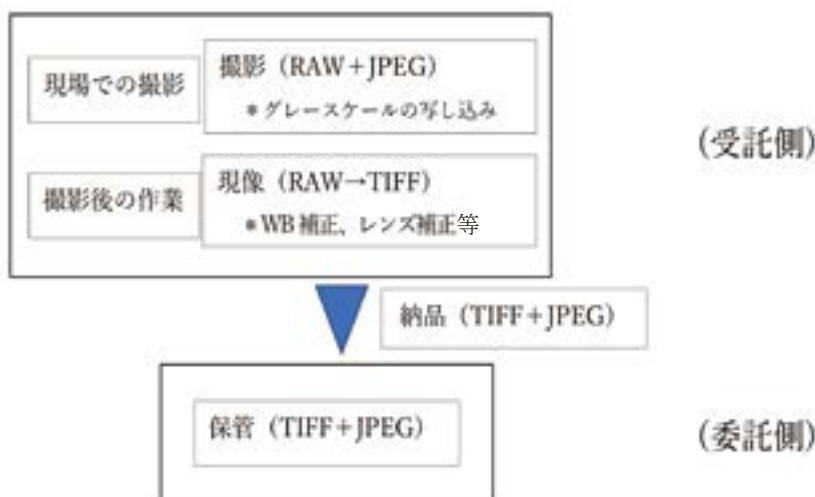 現場での撮影
撮影（RAW＋JPEG）
＊グレースケールの写し込み
（受託側）
撮影後の作業
現像（RAW→TIFF）
＊WB 補正、レンズ補正等
納品（TIFF＋JPEG）
保管（TIFF＋JPEG）
（委託側）